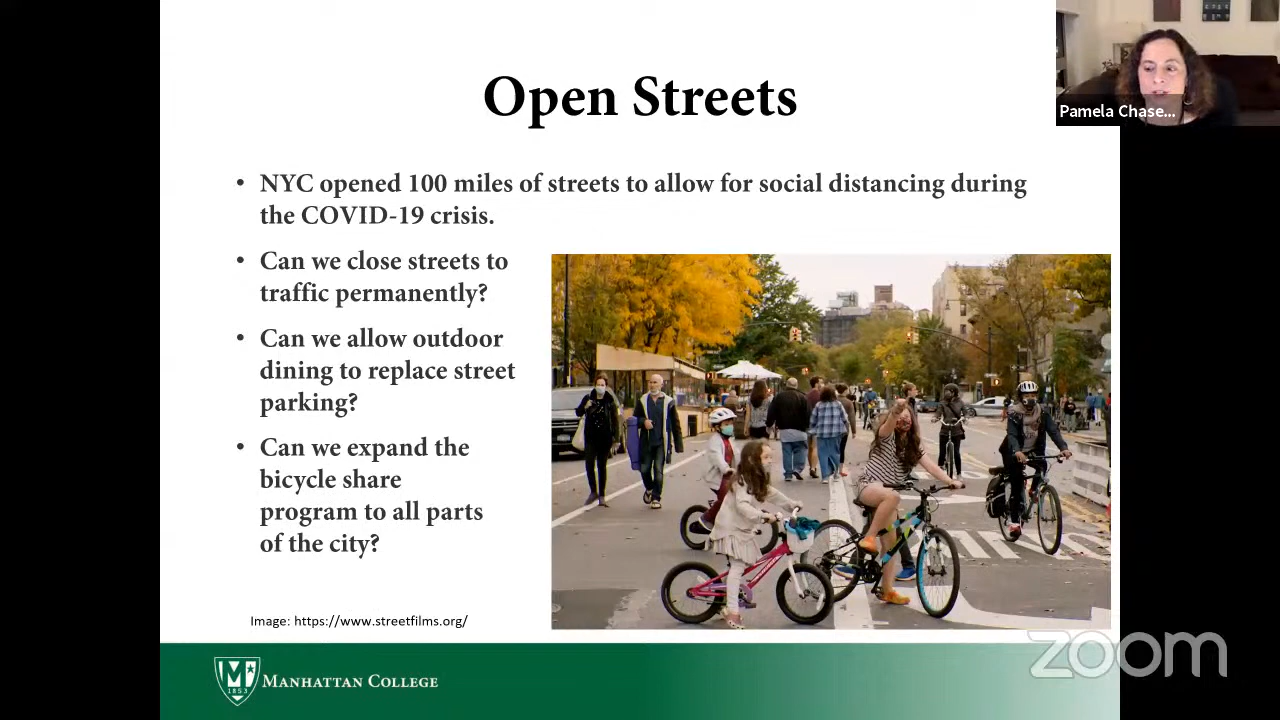 Open Streets
Pamela Chase...
• NYC opened 100 miles of streets to allow for social distancing during
the COVID-19 crisis.
• Can we close streets to
traffic permanently?
• Can we allow outdoor
dining to replace street
parking?
• Can we expand the
bicycle share
program to all parts
of the city?
Image: https://www.streetfilms.org/
M
1853
MANHATTAN COLLEGE
zoom